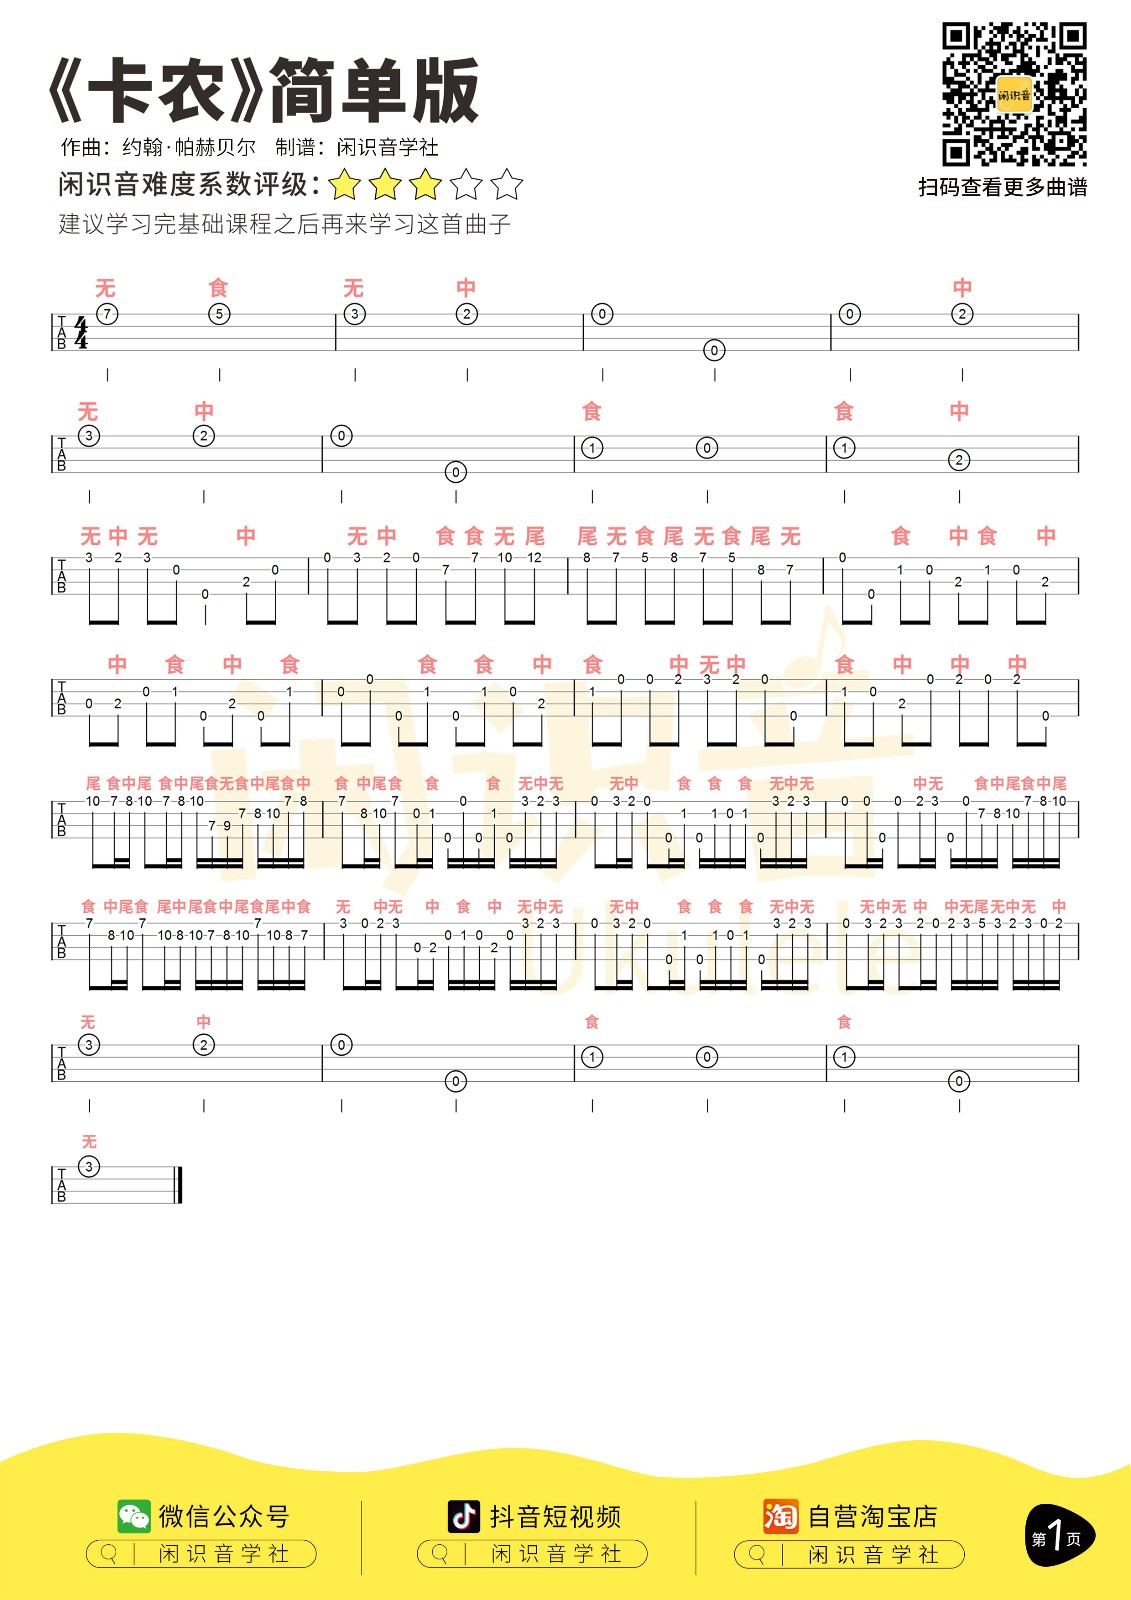 《卡农》简单版
作曲：约翰·帕赫贝尔 制谱：闲识音学社
闲识音难度系数评级：
建议学习完基础课程之后再来学习这首曲子
闲识音
扫码查看更多曲谱
无 食 无 中 中
T A B 4 4 7 5 3 2 0 0 0 2
无 中 食 食 中
T A B 3 2 0 0 1 0 1 2
无 中 无 中 无 中 食 食 无 尾 尾 无 食 尾 无 食 尾 无 食 中 食 中
T A B 3 2 3 0 0 2 0 0 3 2 0 7 7 10 12 8 7 5 8 7 5 8 7 0 0 1 0 2 1 0 2
中 食 中 食 食 食 中 食 中 无 中 食 中 中 中
T A B 0 2 0 1 0 2 0 1 0 0 0 1 0 1 0 2 1 0 0 2 3 2 0 0 1 0 2 0 2 0 2 0
尾 食 中 尾 食 中 尾 食 无 食 中 尾 食 中 食 中 尾 食 食 食 无 中 无 无 中 食 食 无 中 无 中 无 食 中 尾 食 中 尾
T A B 10 7 8 10 7 8 10 7 9 7 8 10 7 8 7 8 10 7 0 1 0 0 0 1 0 3 2 3 0 3 2 0 0 1 0 1 0 1 0 3 2 3 0 0 0 0 2 3 0 0 7 8 10 7 8 10
食 中 尾 食 尾 中 尾 食 中 尾 食 尾 中 食 无 中 无 中 食 中 无 中 无 无 中 食 食 无 中 无 无 中 无 中 中 无 尾 无 中 无 中
T A B 7 8 10 7 10 8 10 8 7 8 10 7 10 8 7 3 0 2 3 0 2 0 1 0 2 0 3 2 3 0 3 2 0 0 1 0 1 0 1 0 3 2 3 0 3 2 3 2 0 2 3 5 3 2 3 0 2
无 中 食 食
T A B 3 2 0 0 1 0 1 0
无
T A B 3
闲识音
Ukulele
微信公众号 抖音短视频 自营淘宝店
闲识音学社 闲识音学社 闲识音学社
淘
第1页